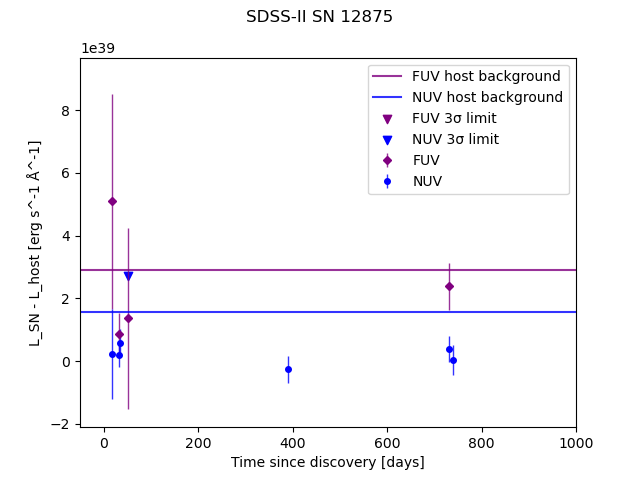 SDSS-II SN 12875
1e39
FUV host background
NUV host background
FUV 3σ limit
NUV 3σ limit
FUV
NUV
8
6
4
2
0
−2
L_SN - L_host [erg s^-1 Å^-1]
0 200 400 600 800 1000
Time since discovery [days]